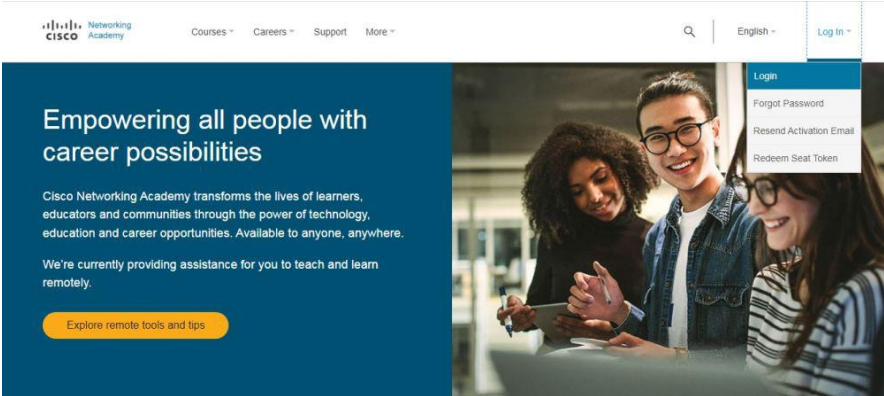 CISCO
Networking
Academy
Courses
Careers
Support
More
English
Log In
Login
Forgot Password
Resend Activation Email
Redeem Seat Token
Empowering all people with
career possibilities
Cisco Networking Academy transforms the lives of learners,
educators and communities through the power of technology,
education and career opportunities. Available to anyone, anywhere.
We're currently providing assistance for you to teach and learn
remotely.
Explore remote tools and tips